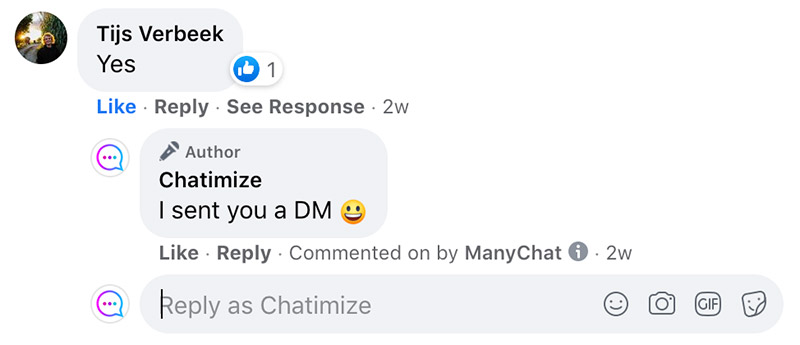 Tijs Verbeek
Yes
1
Like · Reply · See Response · 2w
Author
Chatimize
I sent you a DM 😀
Like · Reply · Commented on by ManyChat i · 2w
Reply as Chatimize
GIF